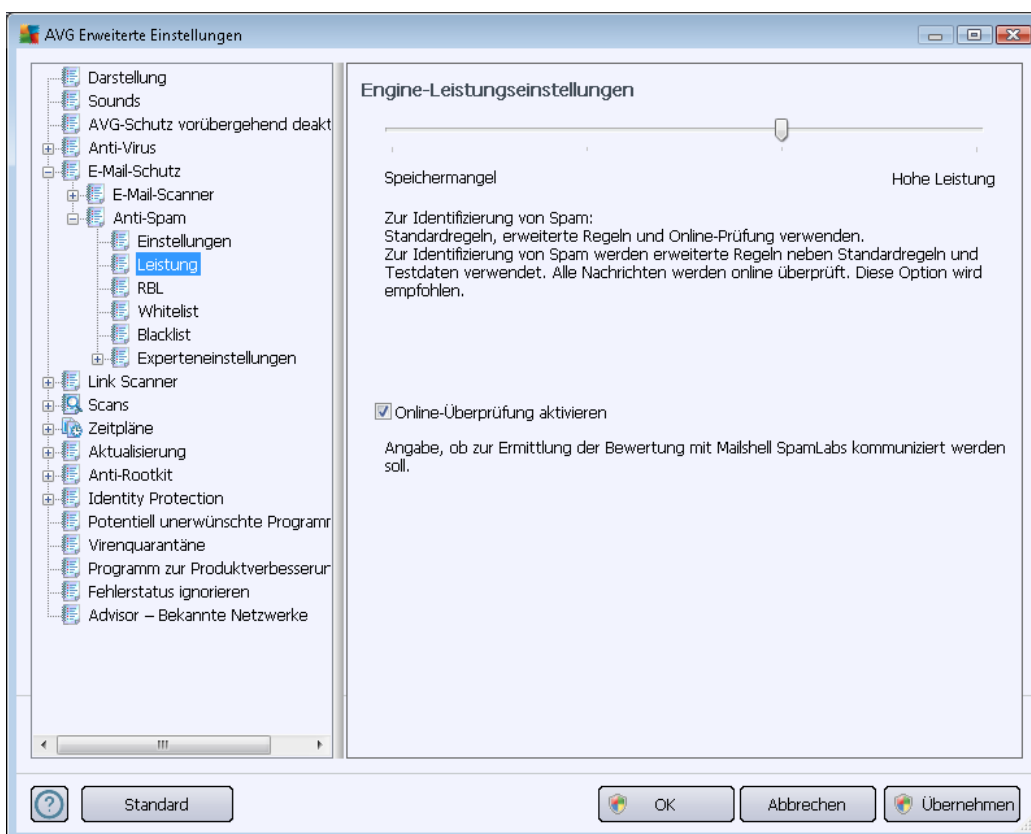 AVG Erweiterte Einstellungen
Darstellung
Sounds
AVG-Schutz vorübergehend deakt
Anti-Virus
E-Mail-Schutz
E-Mail-Scanner
Anti-Spam
Einstellungen
Leistung
RBL
Whitelist
Blacklist
Experteneinstellungen
Link Scanner
Scans
Zeitpläne
Aktualisierung
Anti-Rootkit
Identity Protection
Potentiell unerwünschte Programr
Virenquarantäne
Programm zur Produktverbesserur
Fehlerstatus ignorieren
Advisor – Bekannte Netzwerke
Engine-Leistungseinstellungen
Speichermangel Hohe Leistung
Zur Identifizierung von Spam:
Standardregeln, erweiterte Regeln und Online-Prüfung verwenden.
Zur Identifizierung von Spam werden erweiterte Regeln neben Standardregeln und
Testdaten verwendet. Alle Nachrichten werden online überprüft. Diese Option wird
empfohlen.
Online-Überprüfung aktivieren
Angabe, ob zur Ermittlung der Bewertung mit Mailshell SpamLabs kommuniziert werden
soll.
Standard OK Abbrechen Übernehmen